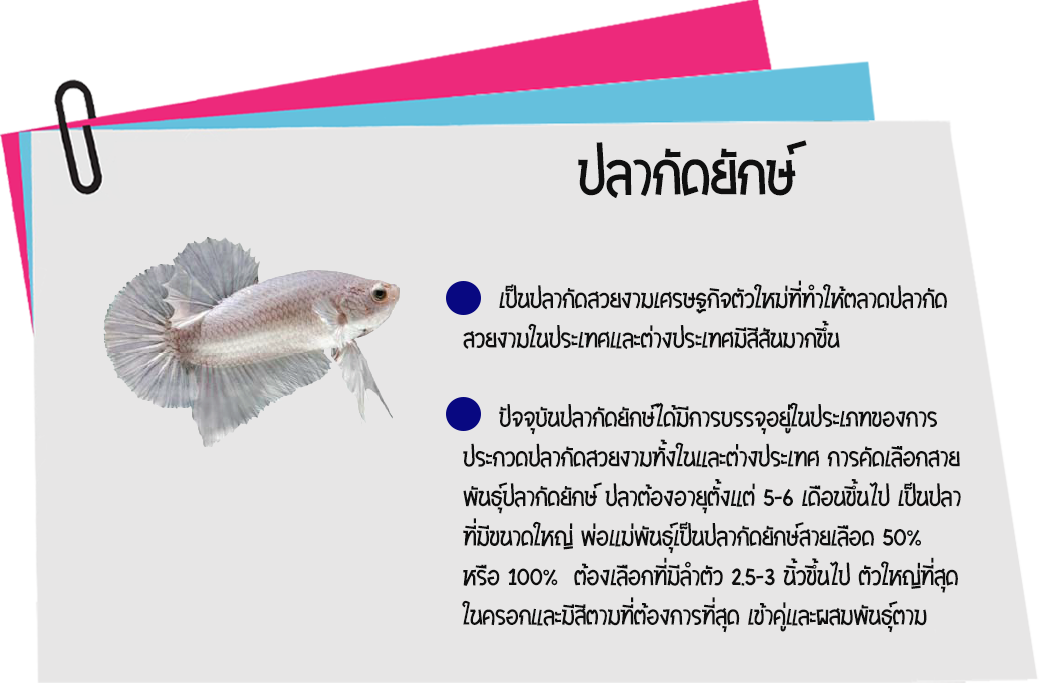 ปลากัดยักษ์
เป็นปลากัดสวยงามเศรษฐกิจตัวใหม่ที่ทำให้ตลาดปลากัด
สวยงามในประเทศและต่างประเทศมีสีสันมากขึ้น
ปัจจุบันปลากัดยักษ์ได้มีการบรรจุอยู่ในประเภทของการ
ประกวดปลากัดสวยงามทั้งในและต่างประเทศ การคัดเลือกสาย
พันธุ์ปลากัดยักษ์ ปลาต้องอายุตั้งแต่ 5-6 เดือนขึ้นไป เป็นปลา
ที่มีขนาดใหญ่ พ่อแม่พันธุ์เป็นปลากัดยักษ์สายเลือด 50%
หรือ 100% ต้องเลือกที่มีลำตัว 2.5-3 นิ้วขึ้นไป ตัวใหญ่ที่สุด
ในครอกและมีสีตามที่ต้องการที่สุด เข้าคู่และผสมพันธุ์ตาม